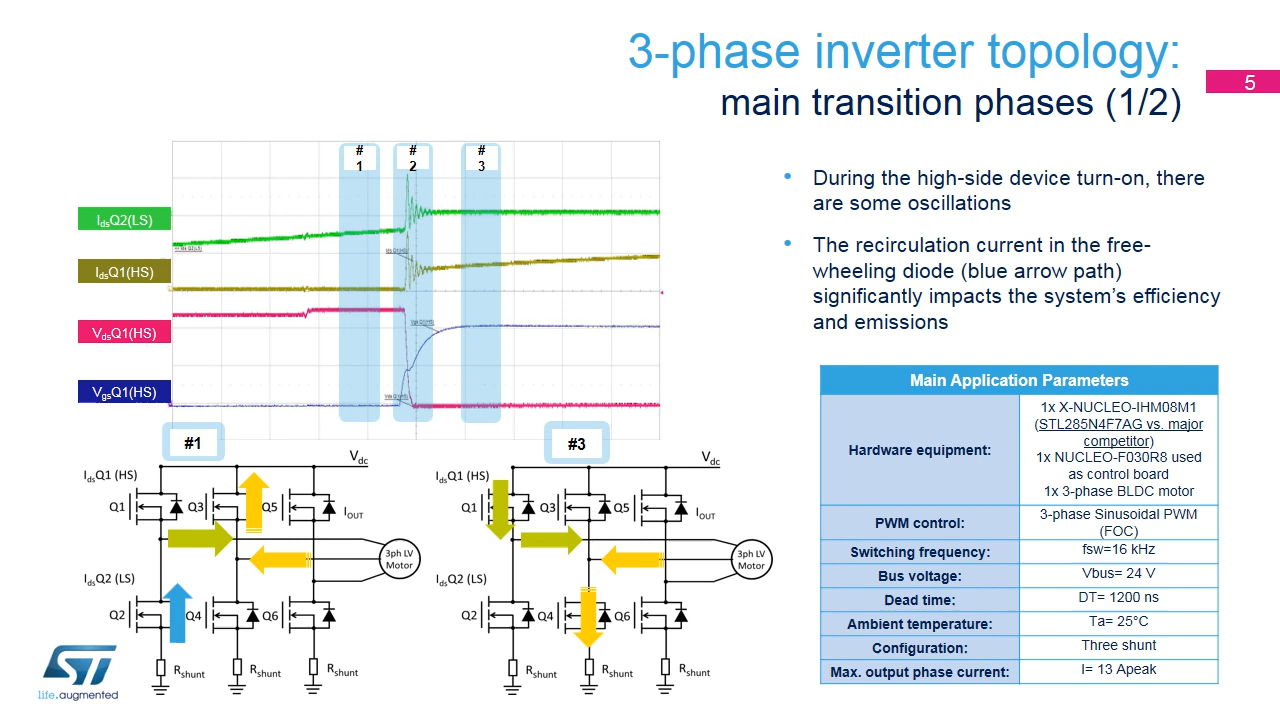 3-phase inverter topology:
main transition phases (1/2)
5
#
1
#
2
#
3
IdsQ2(LS)
IdsQ1(HS)
VdsQ1(HS)
VgsQ1(HS)
• During the high-side device turn-on, there
are some oscillations
• The recirculation current in the free-
wheeling diode (blue arrow path)
significantly impacts the system's efficiency
and emissions
Main Application Parameters
Hardware equipment:
1x X-NUCLEO-IHM08M1
(STL285N4F7AG vs. major
competitor)
1x NUCLEO-F030R8 used
as control board
1x 3-phase BLDC motor
PWM control:
3-phase Sinusoidal PWM
(FOC)
Switching frequency:
fsw=16 kHz
Bus voltage:
Vbus= 24 V
Dead time:
DT= 1200 ns
Ambient temperature:
Ta= 25°C
Configuration:
Three shunt
Max. output phase current:
I= 13 Apeak
#1
Vdc
IdsQ1 (HS)
Q1
Q3
Q5
IOUT
3ph LV
Motor
IdsQ2 (LS)
Q2
Q4
Q6
Rshunt
Rshunt
Rshunt
#3
Vdc
IdsQ1 (HS)
Q1
Q3
Q5
IOUT
3ph LV
Motor
IdsQ2 (LS)
Q2
Q4
Q6
Rshunt
Rshunt
Rshunt
ST
life.augmented